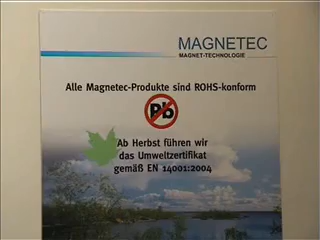 MAGNETEC
MAGNET-TECHNOLOGIE
Alle Magnetec-Produkte sind ROHS-konform
Pb
Ab Herbst führen wir
das Umweltzertifikat
gemäß EN 14001:2004